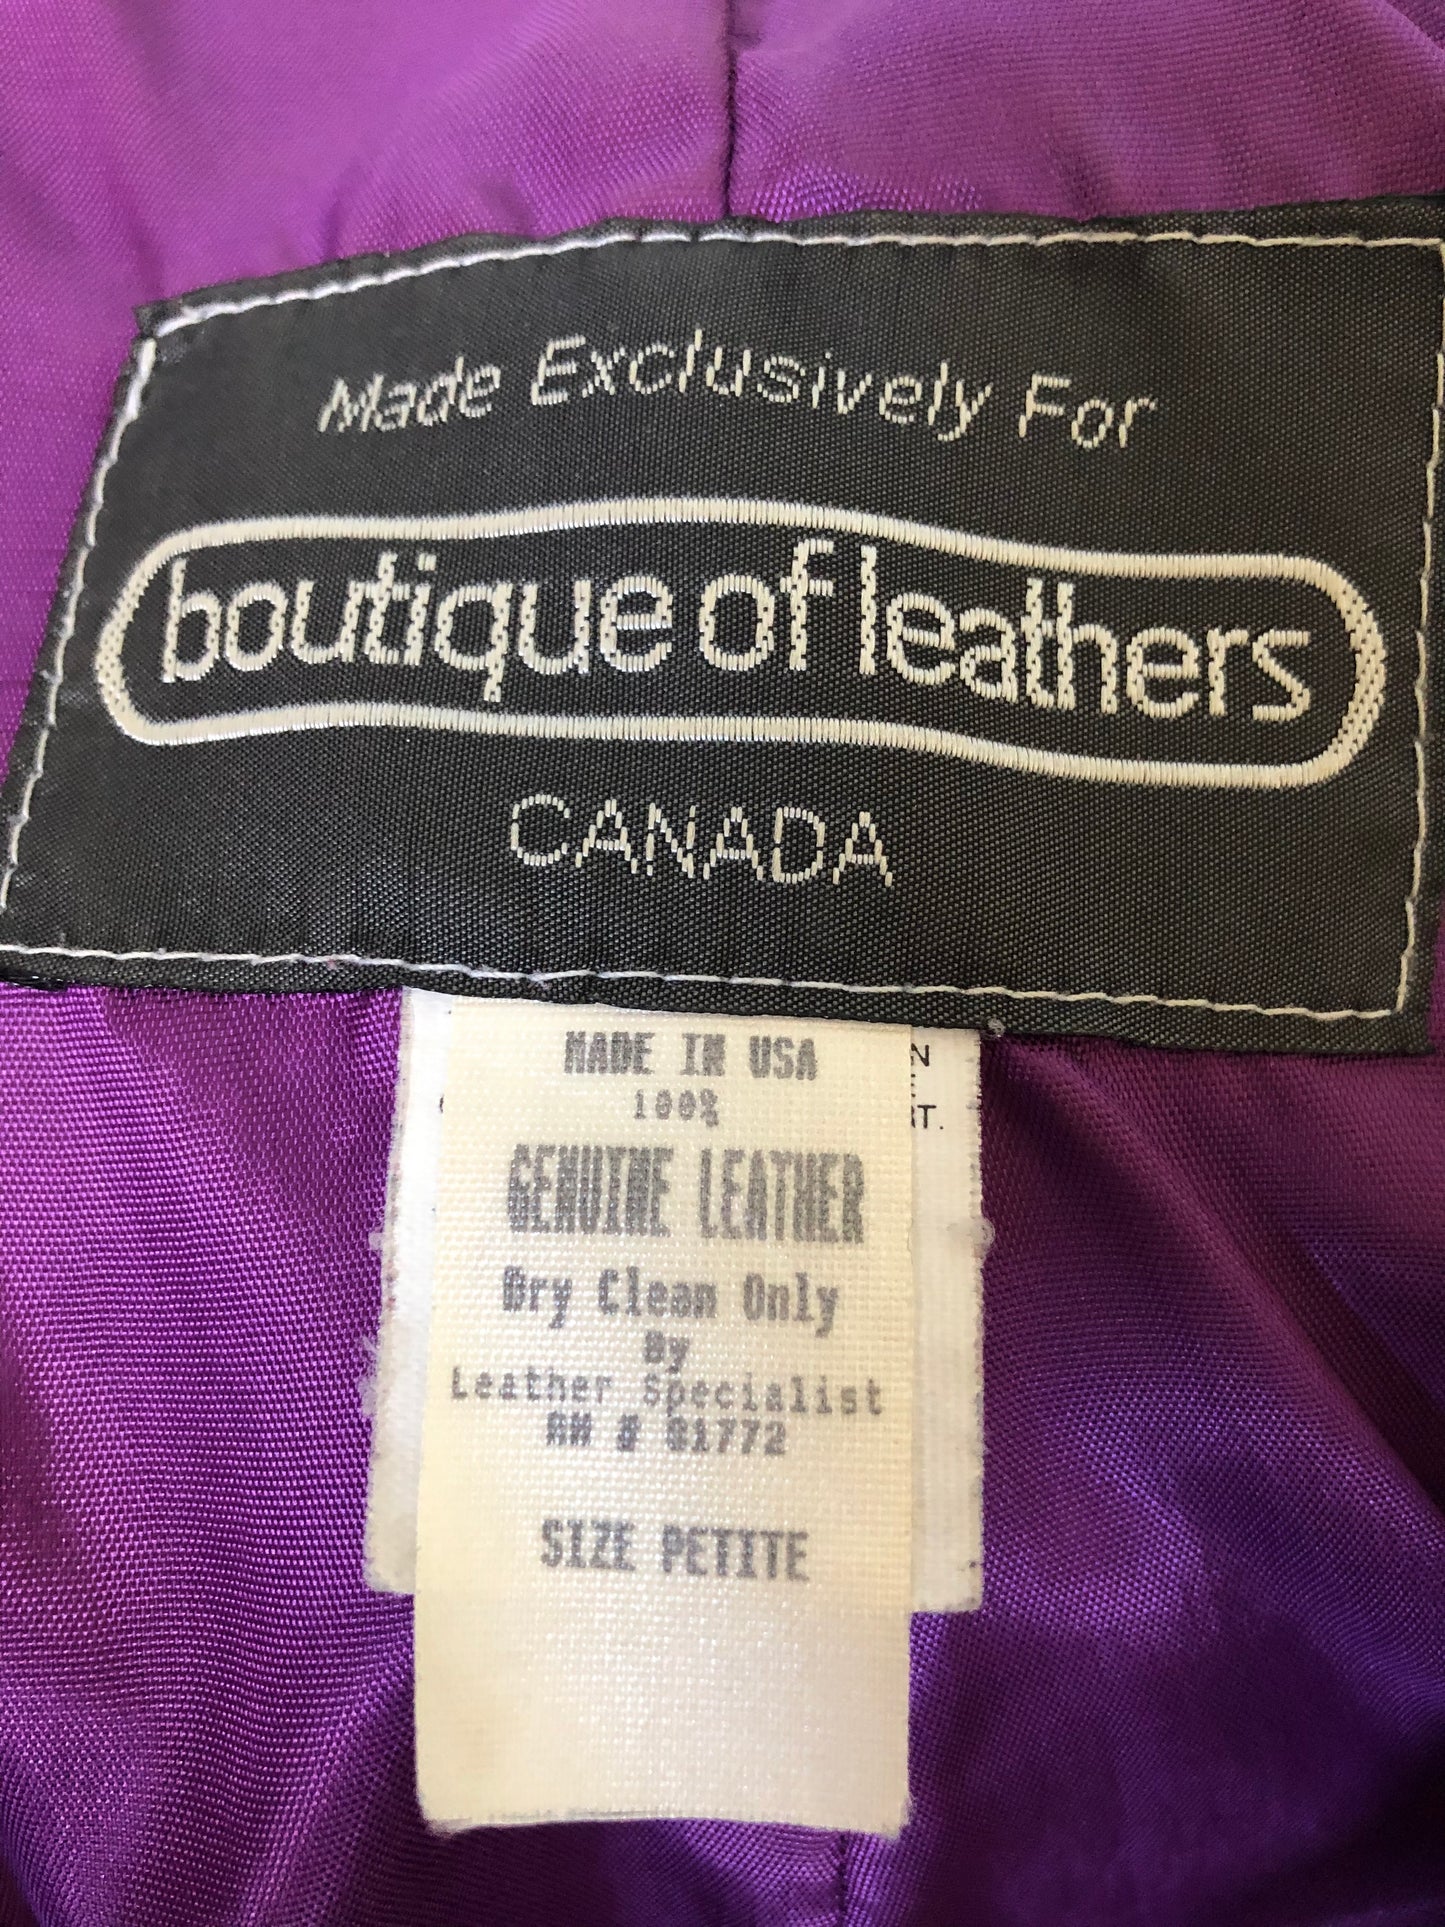 Made Exclusively For
boutique of leathers
CANADA
MADE IN USA
100%
GENUINE LEATHER
Dry Clean Only
By
Leather Specialist
RN # 81772
SIZE PETITE